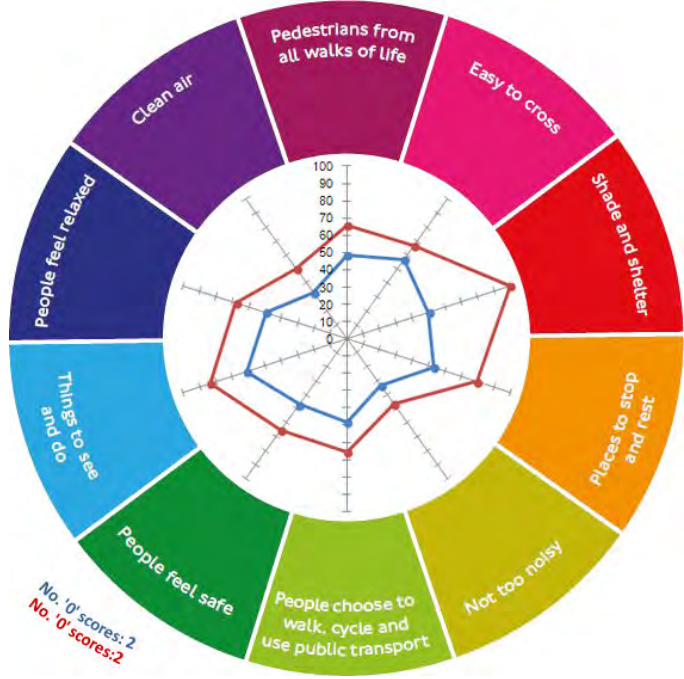 Pedestrians from
all walks of life
Easy to cross
Shade and shelter
Places to stop
and rest
Not too noisy
People choose to
walk, cycle and
use public transport
People feel safe
Things to see
and do
People feel relaxed
Clean air
100
90
80
70
60
50
40
30
20
10
0
No. '0' scores: 2
No. '0' scores:2